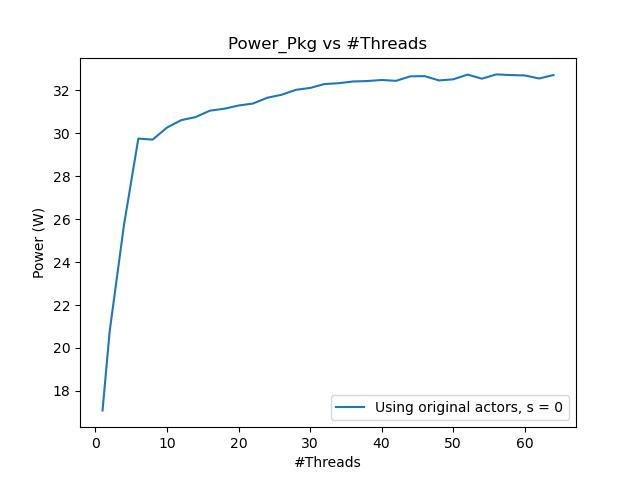 Power_Pkg vs #Threads
32
30
28
26
24
22
20
18
Power (W)
Using original actors, s = 0
0 10 20 30 40 50 60
#Threads